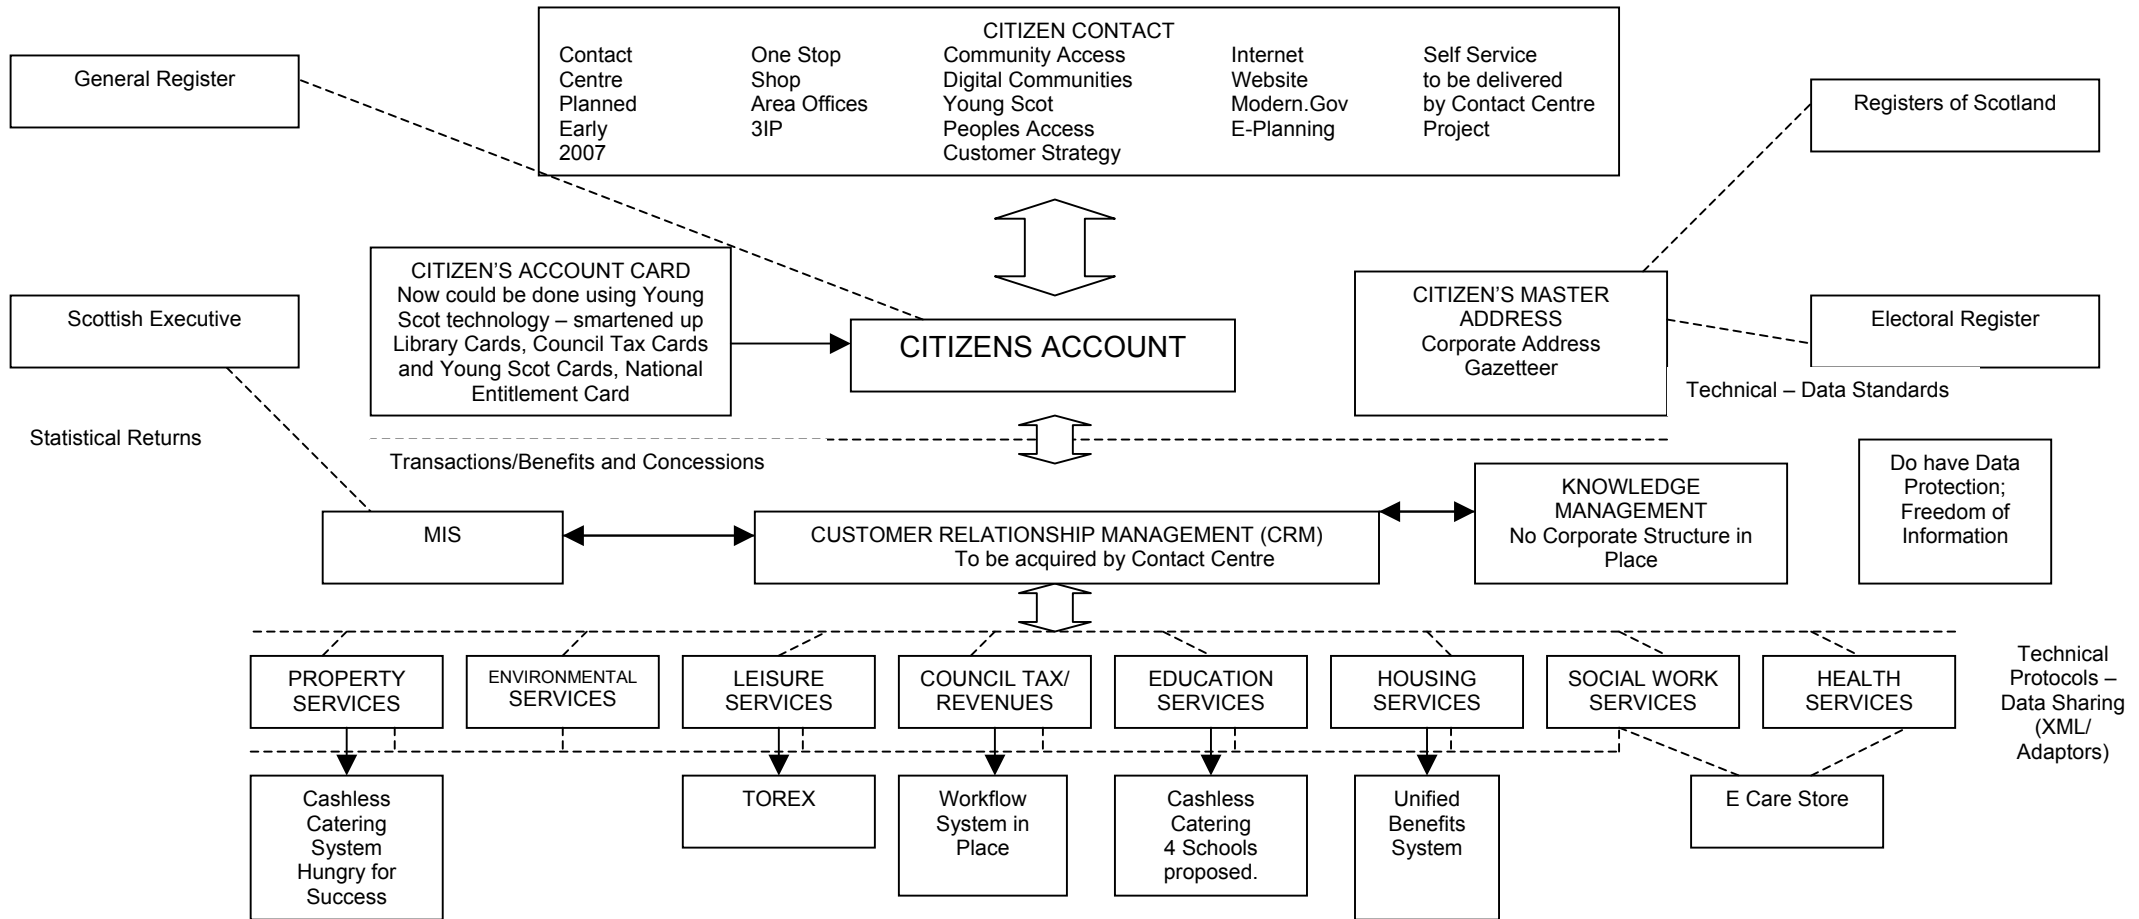 CITIZEN CONTACT
Contact
Centre
Planned
Early
2007
One Stop
Shop
Area Offices
3IP
Community Access
Digital Communities
Young Scot
Peoples Access
Customer Strategy
Internet
Website
Modern.Gov
E-Planning
Self Service
to be delivered
by Contact Centre
Project
General Register
Registers of Scotland
Scottish Executive
CITIZEN’S ACCOUNT CARD
Now could be done using Young
Scot technology – smartened up
Library Cards, Council Tax Cards
and Young Scot Cards, National
Entitlement Card
CITIZENS ACCOUNT
CITIZEN’S MASTER
ADDRESS
Corporate Address
Gazetteer
Electoral Register
Technical – Data Standards
Statistical Returns
Transactions/Benefits and Concessions
MIS
CUSTOMER RELATIONSHIP MANAGEMENT (CRM)
To be acquired by Contact Centre
KNOWLEDGE
MANAGEMENT
No Corporate Structure in
Place
Do have Data
Protection;
Freedom of
Information
PROPERTY
SERVICES
ENVIRONMENTAL
SERVICES
LEISURE
SERVICES
COUNCIL TAX/
REVENUES
EDUCATION
SERVICES
HOUSING
SERVICES
SOCIAL WORK
SERVICES
HEALTH
SERVICES
Technical
Protocols –
Data Sharing
(XML/
Adaptors)
Cashless
Catering
System
Hungry for
Success
TOREX
Workflow
System in
Place
Cashless
Catering
4 Schools
proposed.
Unified
Benefits
System
E Care Store